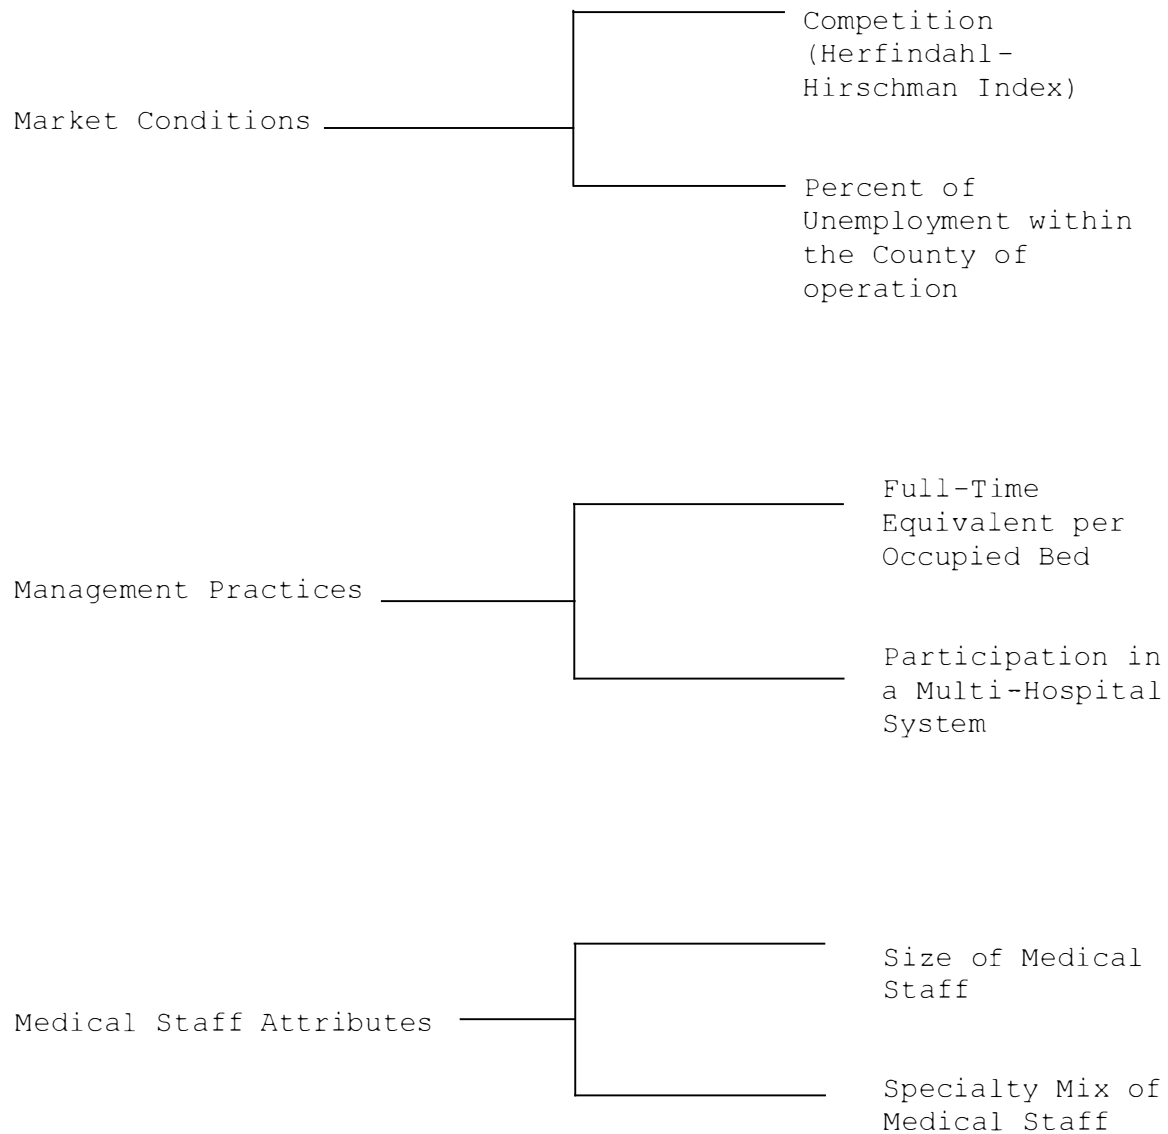 Competition
(Herfindahl-
Hirschman Index)
Market Conditions
Percent of
Unemployment within
the County of
operation
Full-Time
Equivalent per
Occupied Bed
Management Practices
Participation in
a Multi-Hospital
System
Size of Medical
Staff
Medical Staff Attributes
Specialty Mix of
Medical Staff